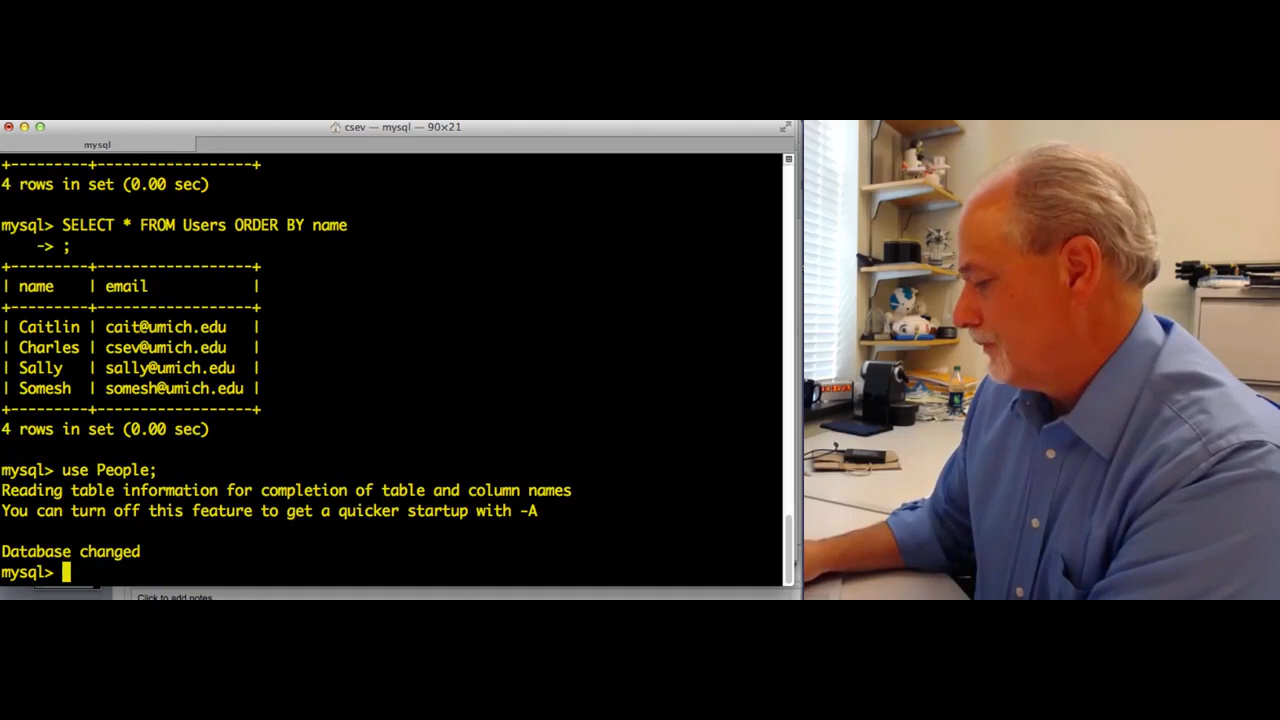 csev — mysql — 90×21
mysql
+---------+------------------+
4 rows in set (0.00 sec)
mysql> SELECT * FROM Users ORDER BY name
    -> ;
+---------+------------------+
| name    | email            |
+---------+------------------+
| Caitlin | cait@umich.edu   |
| Charles | csev@umich.edu   |
| Sally   | sally@umich.edu  |
| Somesh  | somesh@umich.edu |
+---------+------------------+
4 rows in set (0.00 sec)
mysql> use People;
Reading table information for completion of table and column names
You can turn off this feature to get a quicker startup with -A
Database changed
mysql>
Click to add notes